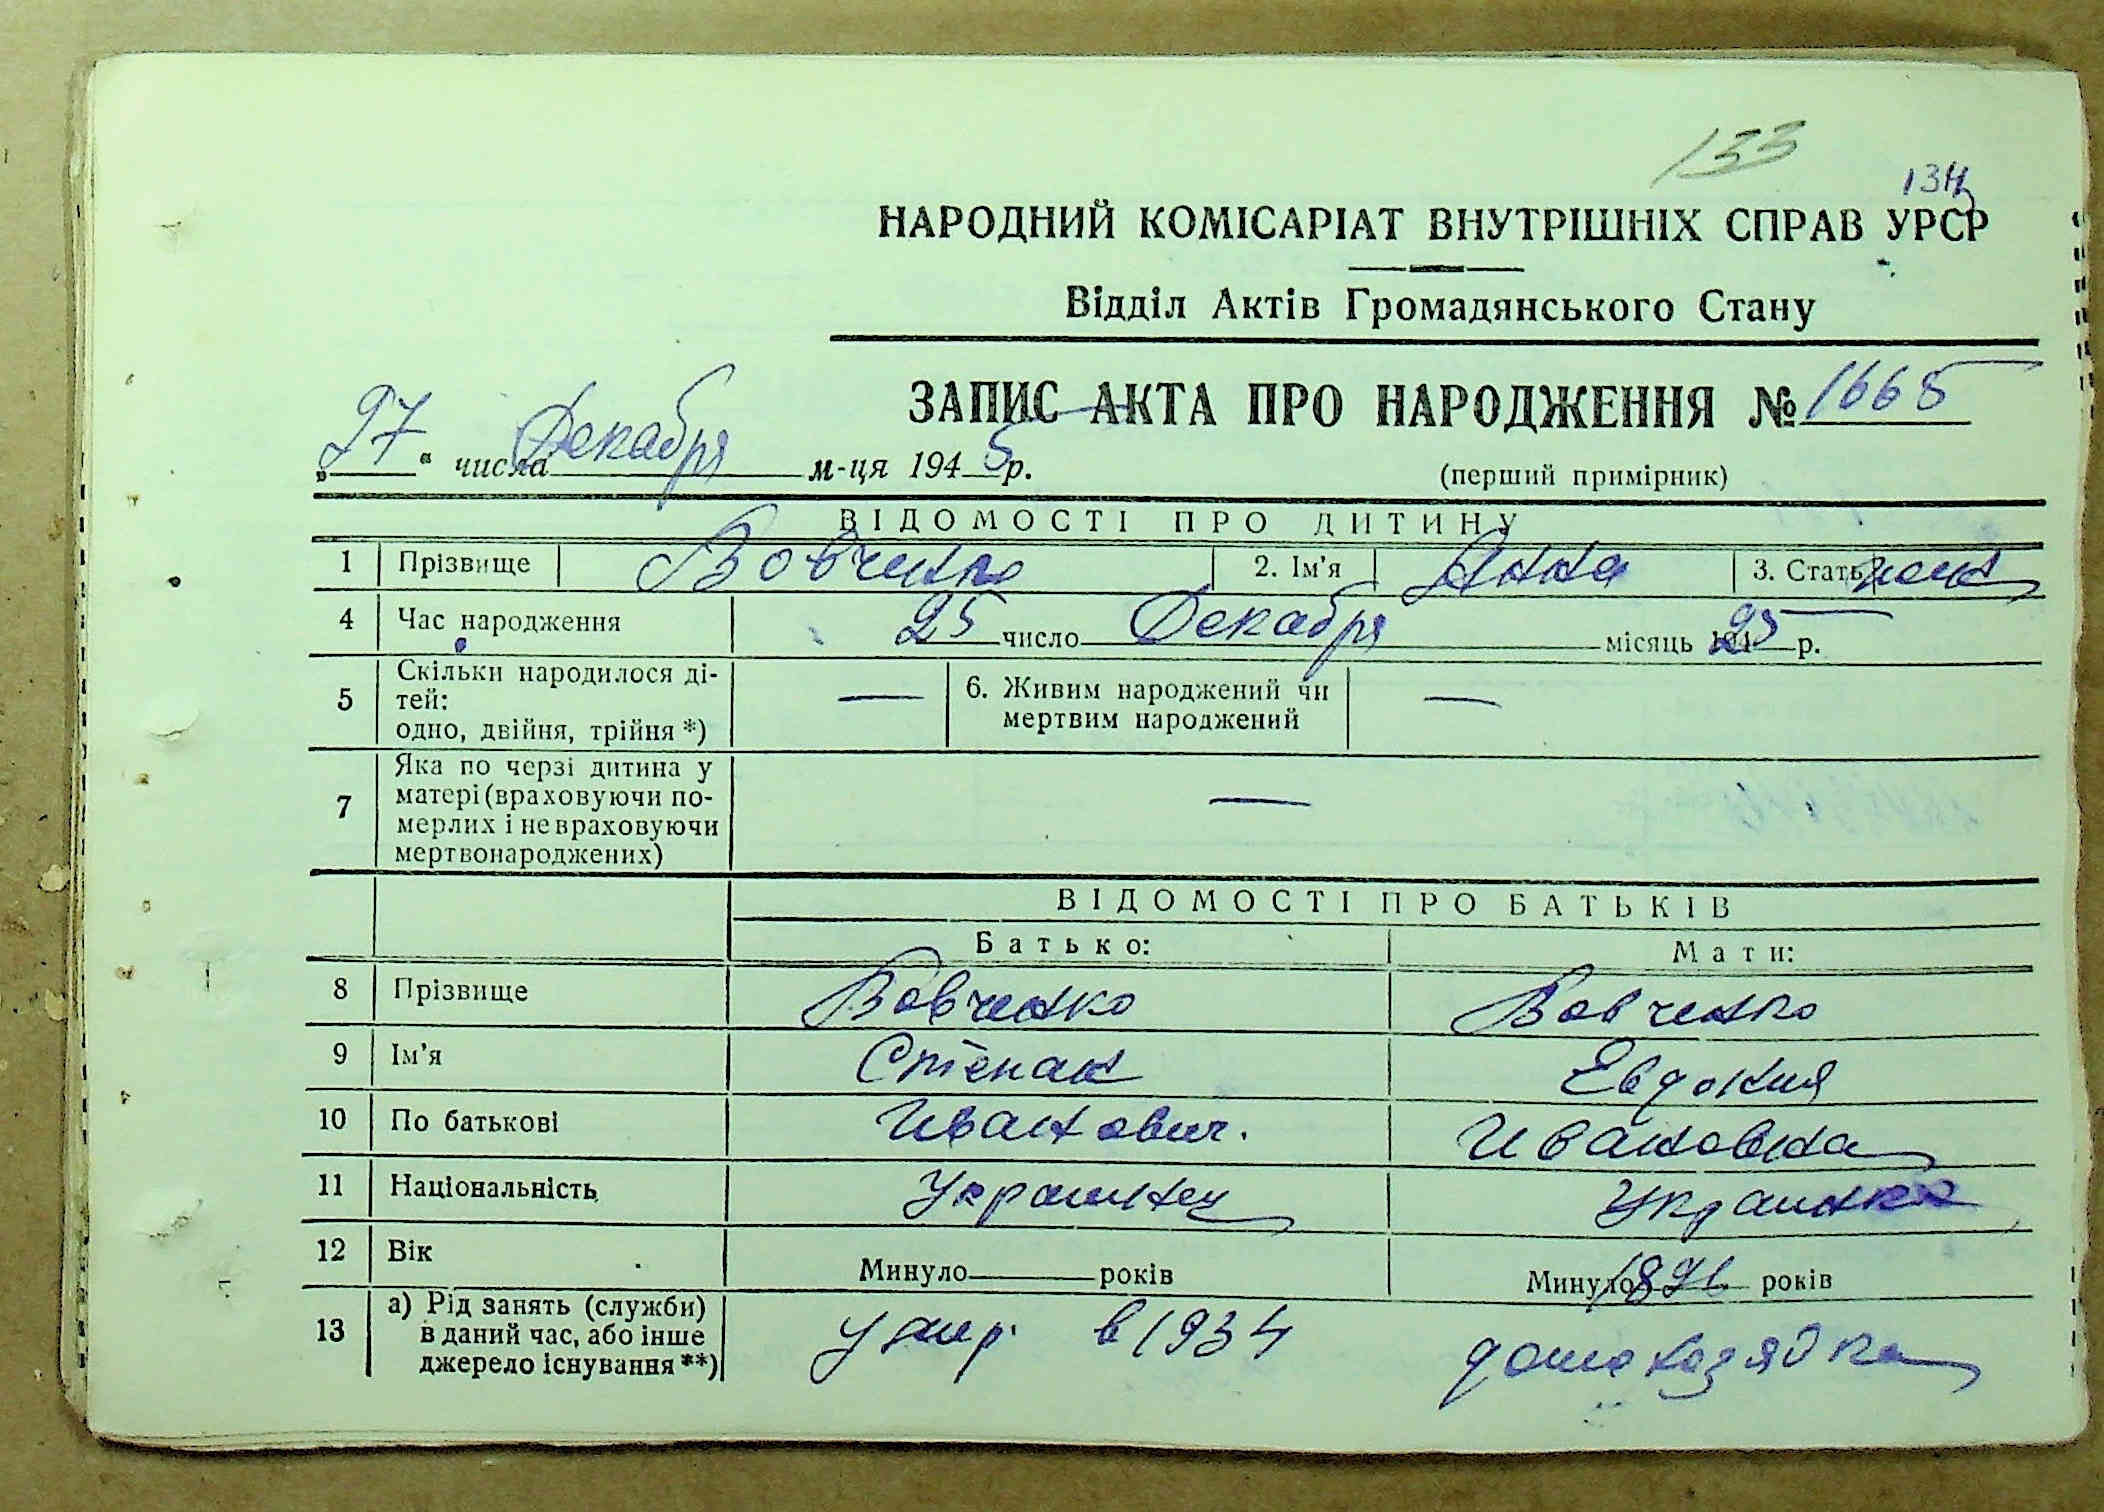 133
134
НАРОДНИЙ КОМІСАРІАТ ВНУТРІШНІХ СПРАВ УРСР
Відділ Актів Громадянського Стану
ЗАПИС АКТА ПРО НАРОДЖЕННЯ № 1665
„27“ числа Декабря м-ця 1945 р.
(перший примірник)
ВІДОМОСТІ ПРО ДИТИНУ
1 Прізвище Вовченко 2. Ім'я Анна 3. Стать женск
4 Час народження 25 число Декабря місяць 1925 р.
5 Скільки народилося ді-
тей:
одно, двійня, трійня *) — 6. Живим народжений чи
мертвим народжений —
7 Яка по черзі дитина у
матері (враховуючи по-
мерлих і не враховуючи
мертвонароджених) —
ВІДОМОСТІ ПРО БАТЬКІВ
Батько: Мати:
8 Прізвище Вовченко Вовченко
9 Ім'я Степан Евдокия
10 По батькові Иванович. Ивановна
11 Національність Украинец Украинка
12 Вік Минуло років Минуло років
13 а) Рід занять (служби)
в даний час, або інше
джерело існування **) умер в 1934 домохозяйка